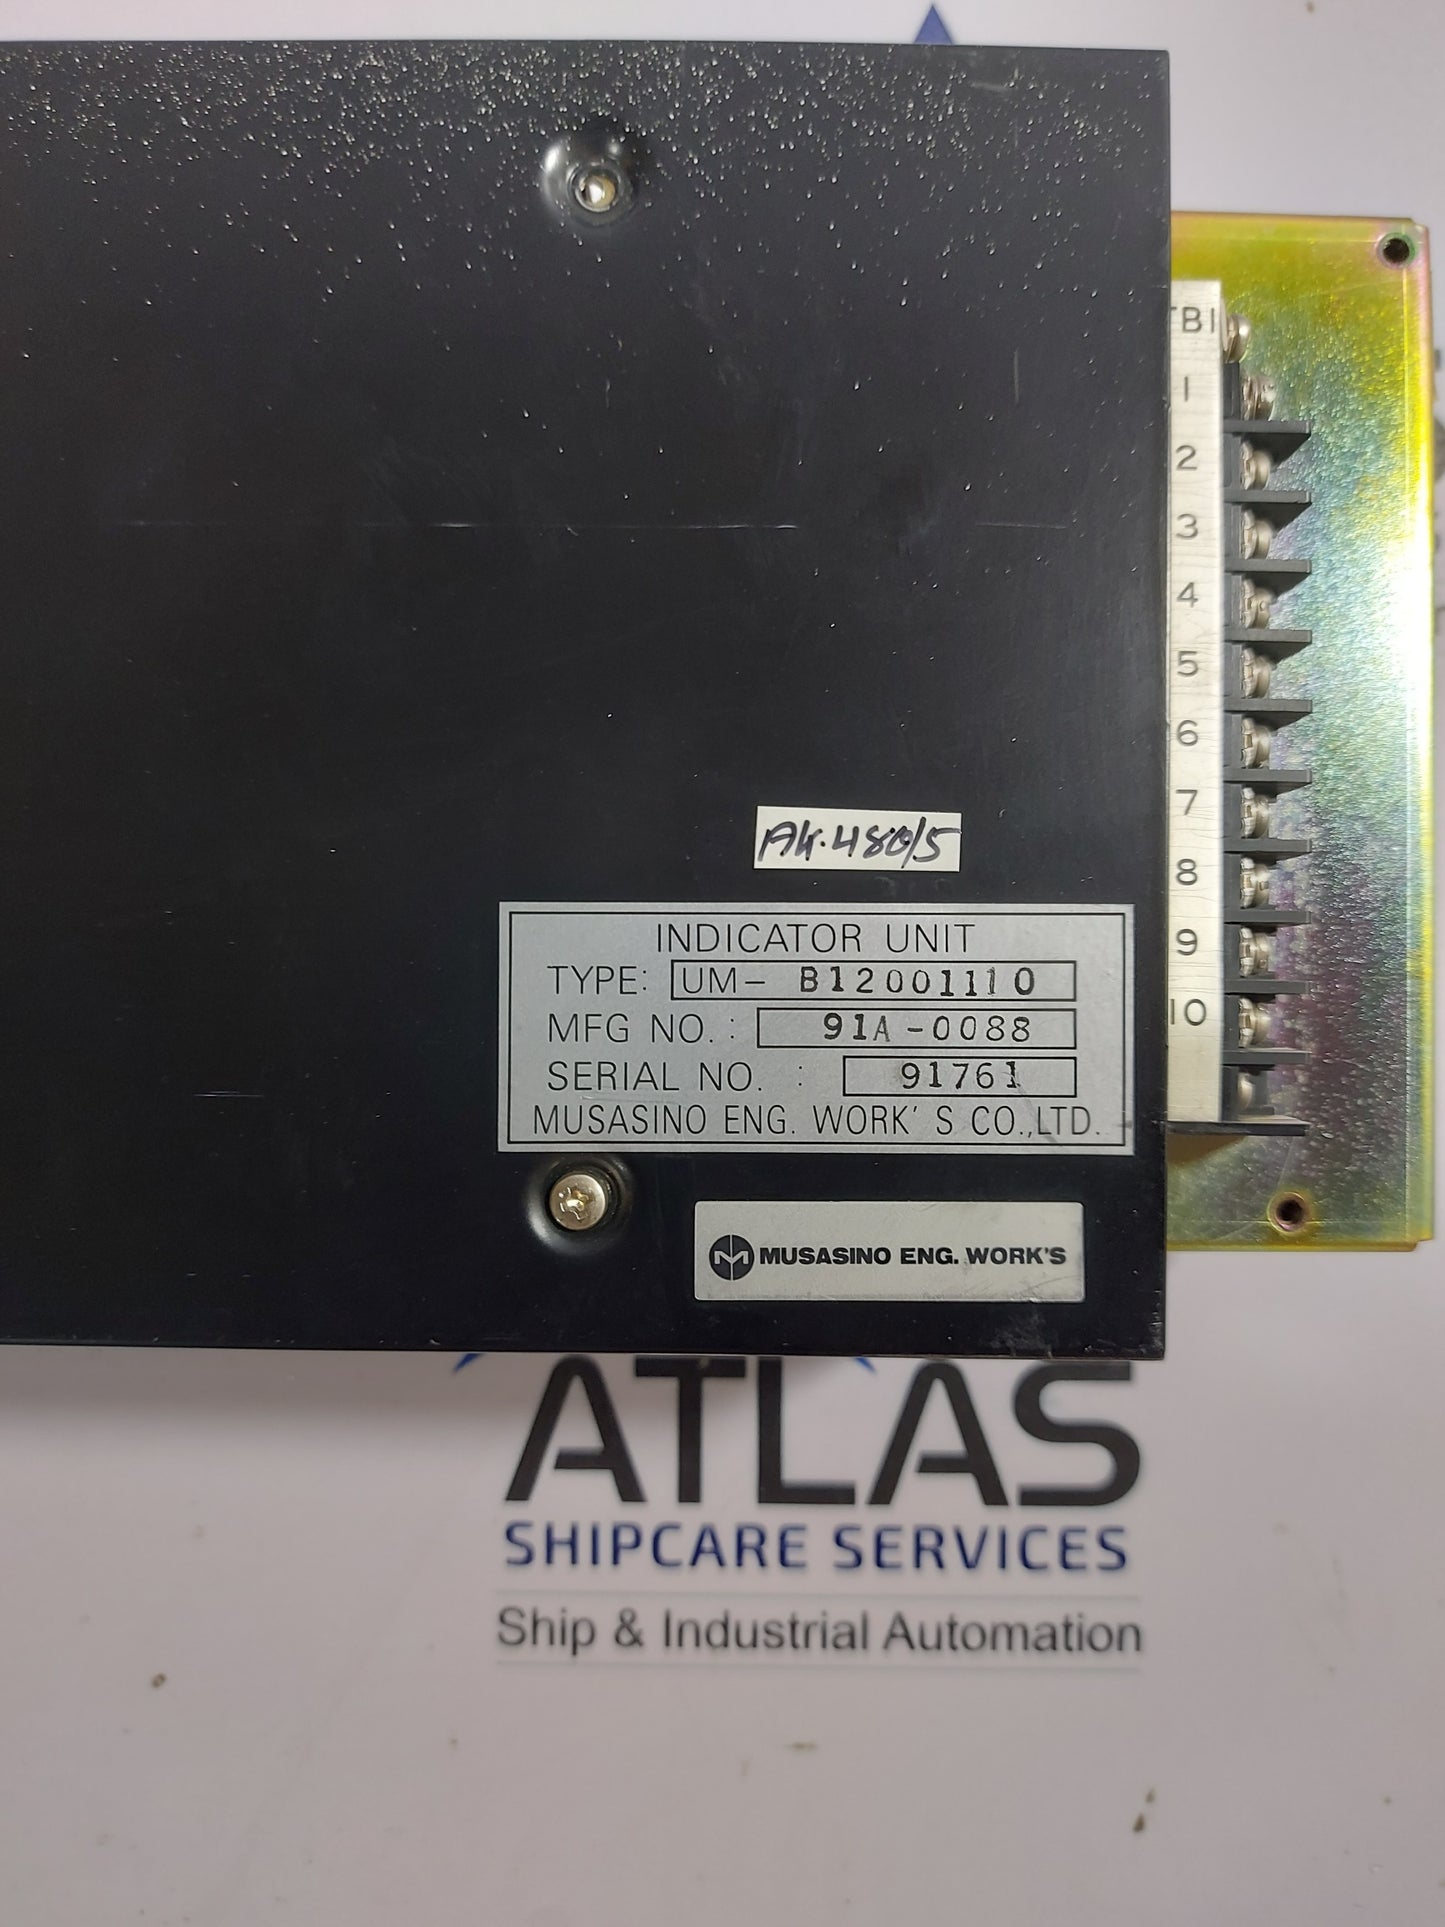 TB1
1
2
3
4
5
6
7
8
9
10
AK.480/5
INDICATOR UNIT
TYPE: UM- B12001110
MFG NO. : 91A-0088
SERIAL NO. : 91761
MUSASINO ENG. WORK'S CO.,LTD.
M MUSASINO ENG. WORK'S
ATLAS
SHIPCARE SERVICES
Ship & Industrial Automation